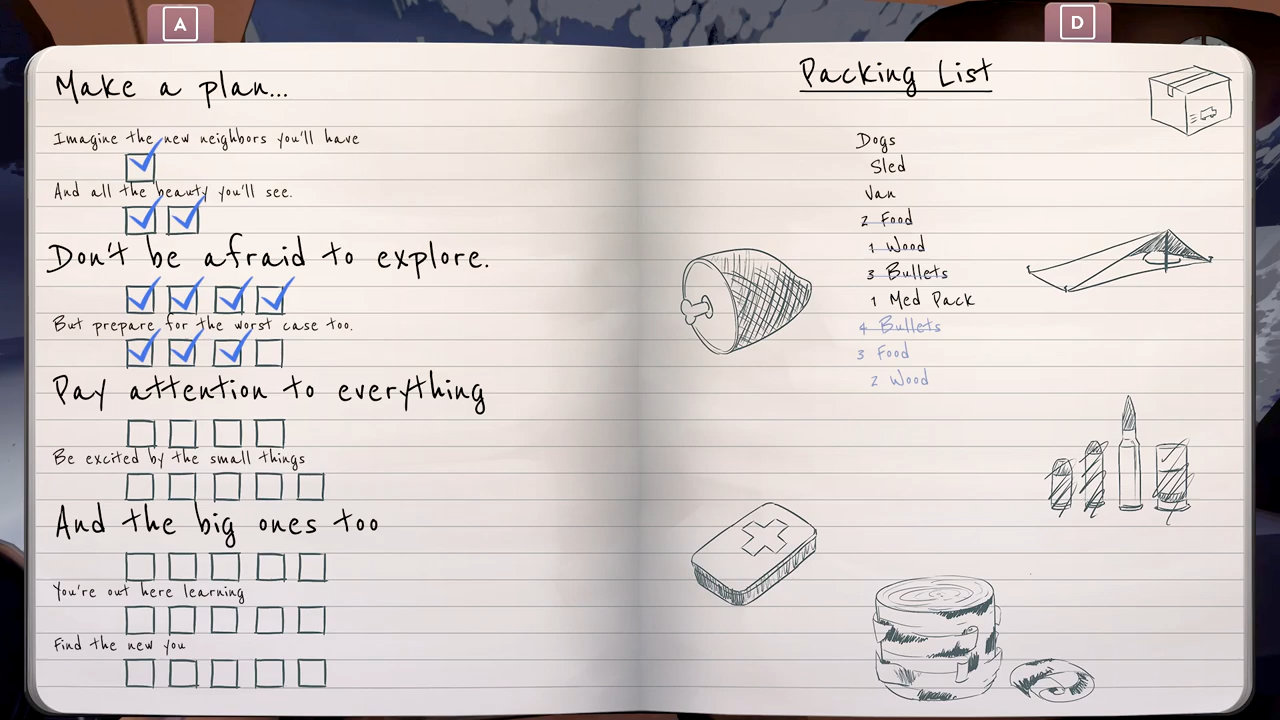 A
D
Make a plan...
Imagine the new neighbors you'll have
And all the beauty you'll see.
Don't be afraid to explore.
But prepare for the worst case too.
Pay attention to everything
Be excited by the small things
And the big ones too
You're out here learning
Find the new you
Packing List
Dogs
Sled
Van
2 Food
1 Wood
3 Bullets
1 Med Pack
4 Bullets
3 Food
2 Wood